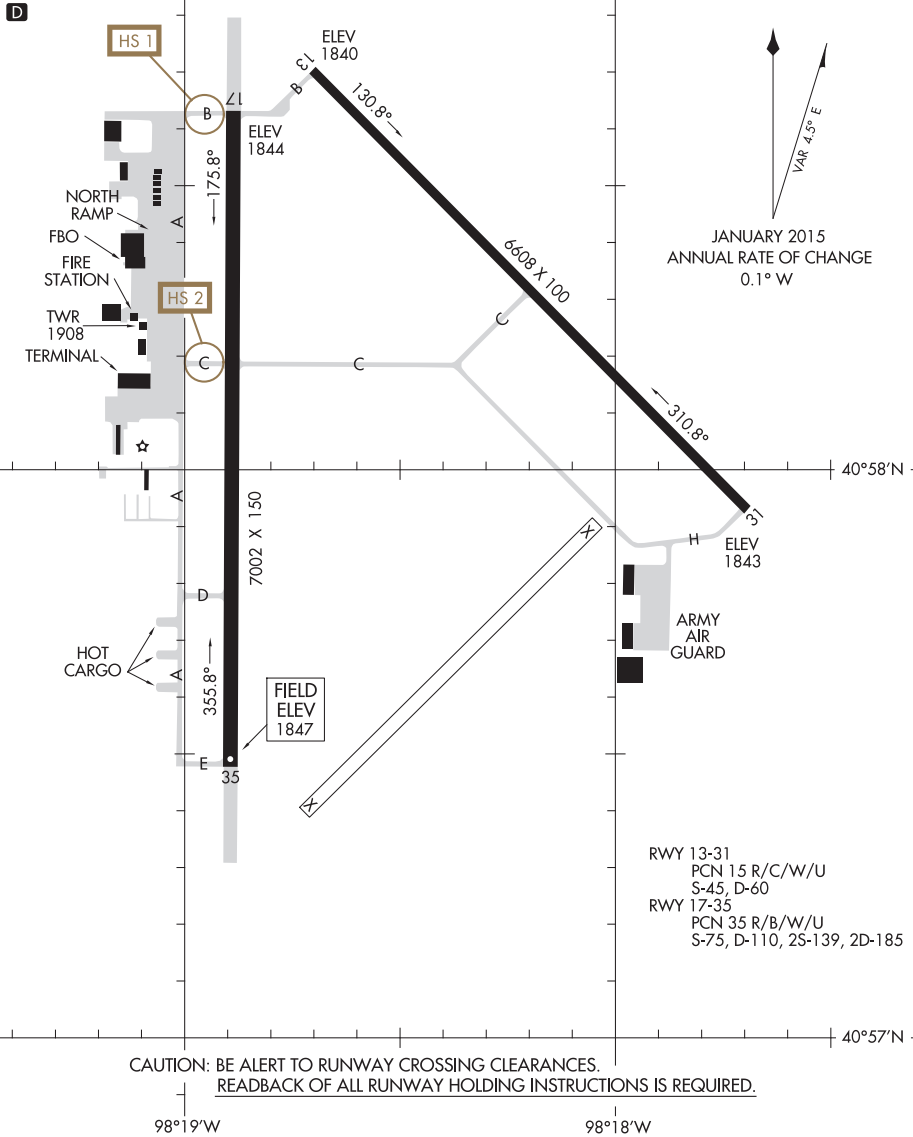 D
HS 1
ELEV
1840
13
B
130.8°
B
17
ELEV
1844
175.8°
VAR 4.5° E
NORTH
RAMP
A
FBO
FIRE
STATION
JANUARY 2015
ANNUAL RATE OF CHANGE
0.1° W
6608 X 100
HS 2
TWR
1908
C
TERMINAL
C
C
310.8°
40°58'N
A
7002 X 150
X
31
H
ELEV
1843
D
ARMY
AIR
GUARD
HOT
CARGO
A
355.8°
FIELD
ELEV
1847
E
35
X
RWY 13-31
PCN 15 R/C/W/U
S-45, D-60
RWY 17-35
PCN 35 R/B/W/U
S-75, D-110, 2S-139, 2D-185
40°57'N
CAUTION: BE ALERT TO RUNWAY CROSSING CLEARANCES.
READBACK OF ALL RUNWAY HOLDING INSTRUCTIONS IS REQUIRED.
98°19'W
98°18'W